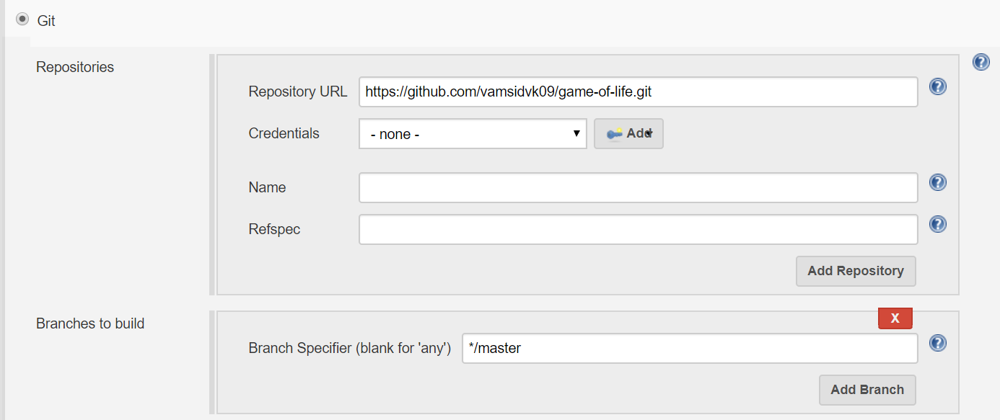 Git
Repositories
Repository URL https://github.com/vamsidvk09/game-of-life.git
Credentials - none - Add
Name
Refspec
Add Repository
Branches to build
X
Branch Specifier (blank for 'any') */master
Add Branch